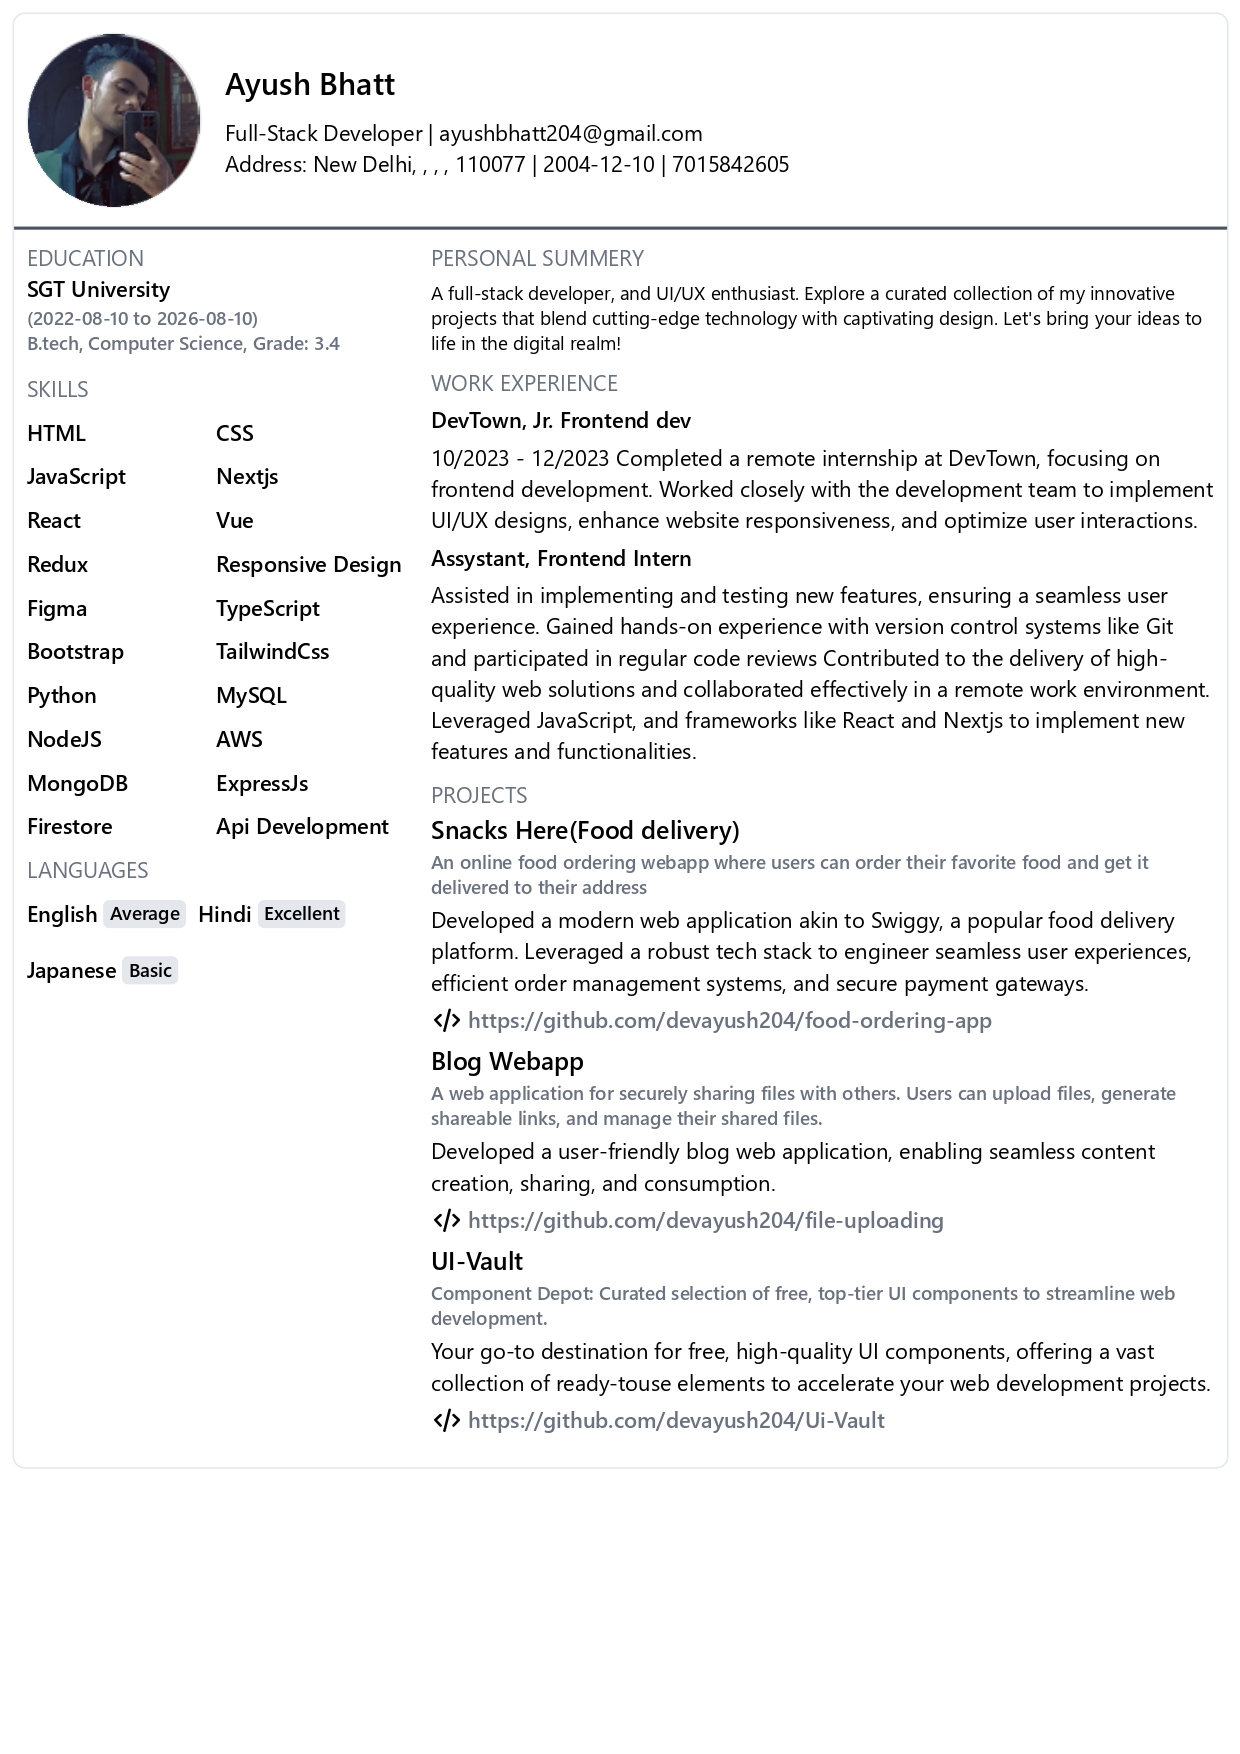 Ayush Bhatt
Full-Stack Developer | ayushbhatt204@gmail.com
Address: New Delhi, , , , 110077 | 2004-12-10 | 7015842605
EDUCATION
SGT University
(2022-08-10 to 2026-08-10)
B.tech, Computer Science, Grade: 3.4
SKILLS
HTML CSS
JavaScript Nextjs
React Vue
Redux Responsive Design
Figma TypeScript
Bootstrap TailwindCss
Python MySQL
NodeJS AWS
MongoDB ExpressJs
Firestore Api Development
LANGUAGES
English Average Hindi Excellent
Japanese Basic
PERSONAL SUMMERY
A full-stack developer, and UI/UX enthusiast. Explore a curated collection of my innovative
projects that blend cutting-edge technology with captivating design. Let's bring your ideas to
life in the digital realm!
WORK EXPERIENCE
DevTown, Jr. Frontend dev
10/2023 - 12/2023 Completed a remote internship at DevTown, focusing on
frontend development. Worked closely with the development team to implement
UI/UX designs, enhance website responsiveness, and optimize user interactions.
Assystant, Frontend Intern
Assisted in implementing and testing new features, ensuring a seamless user
experience. Gained hands-on experience with version control systems like Git
and participated in regular code reviews Contributed to the delivery of high-
quality web solutions and collaborated effectively in a remote work environment.
Leveraged JavaScript, and frameworks like React and Nextjs to implement new
features and functionalities.
PROJECTS
Snacks Here(Food delivery)
An online food ordering webapp where users can order their favorite food and get it
delivered to their address
Developed a modern web application akin to Swiggy, a popular food delivery
platform. Leveraged a robust tech stack to engineer seamless user experiences,
efficient order management systems, and secure payment gateways.
https://github.com/devayush204/food-ordering-app
Blog Webapp
A web application for securely sharing files with others. Users can upload files, generate
shareable links, and manage their shared files.
Developed a user-friendly blog web application, enabling seamless content
creation, sharing, and consumption.
https://github.com/devayush204/file-uploading
UI-Vault
Component Depot: Curated selection of free, top-tier UI components to streamline web
development.
Your go-to destination for free, high-quality UI components, offering a vast
collection of ready-touse elements to accelerate your web development projects.
https://github.com/devayush204/Ui-Vault